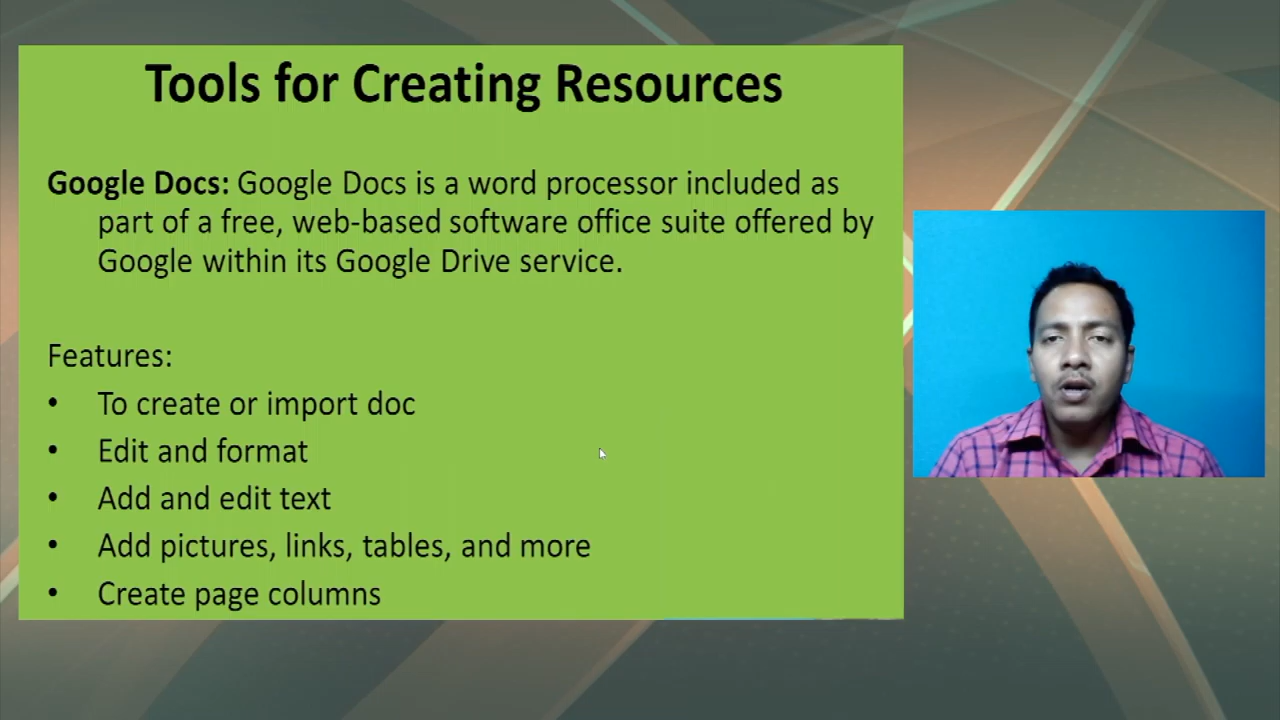 Tools for Creating Resources
Google Docs: Google Docs is a word processor included as
part of a free, web-based software office suite offered by
Google within its Google Drive service.
Features:
• To create or import doc
• Edit and format
• Add and edit text
• Add pictures, links, tables, and more
• Create page columns